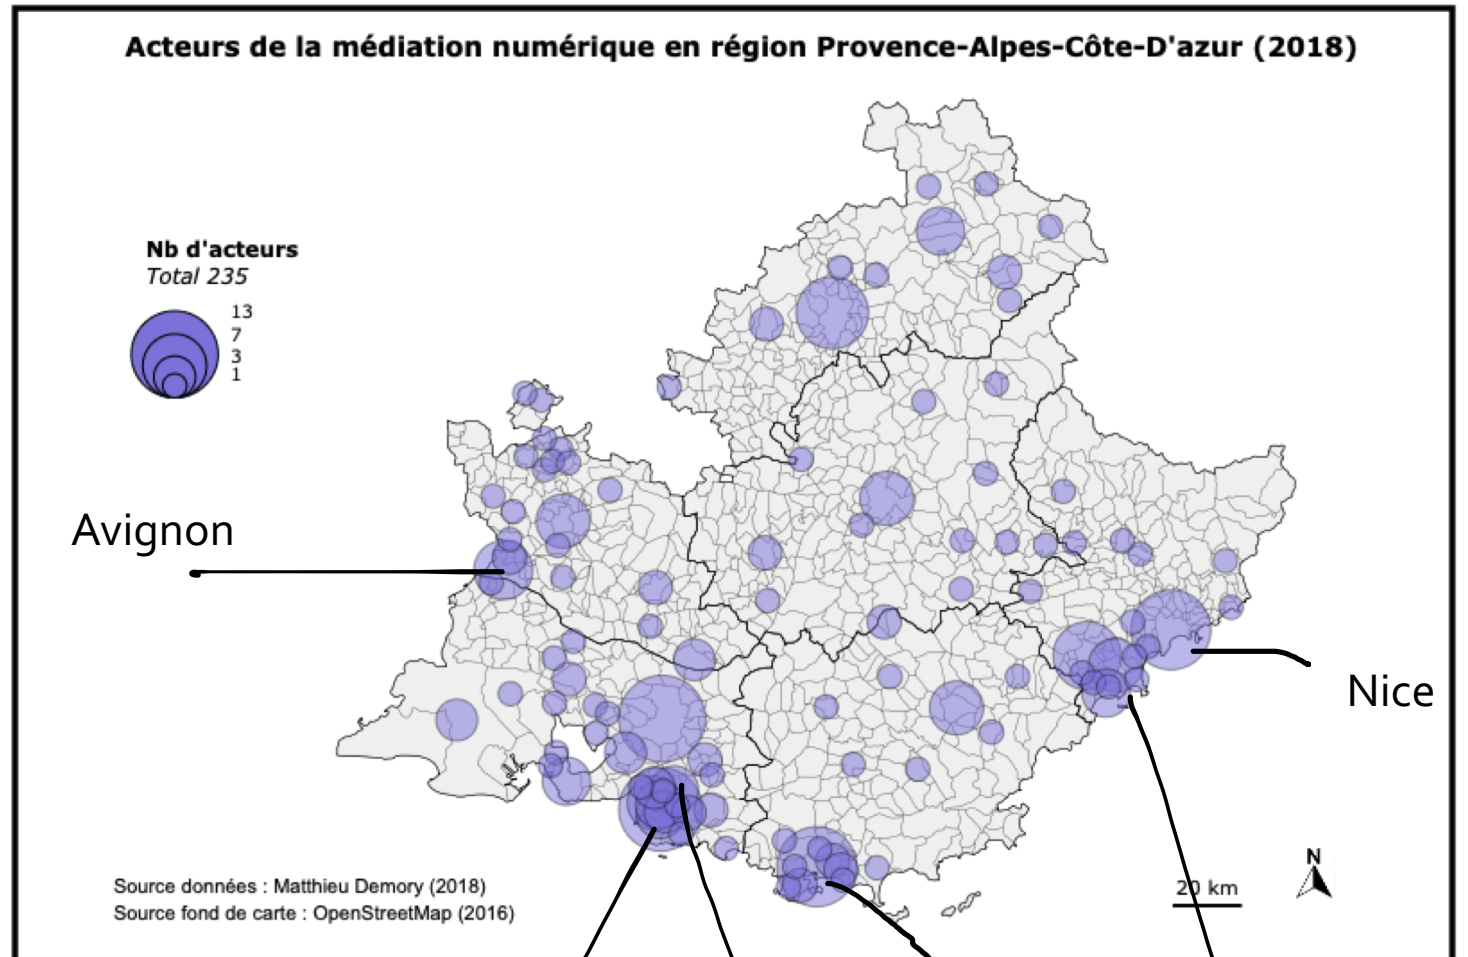 Acteurs de la médiation numérique en région Provence-Alpes-Côte-D'azur (2018)
Nb d'acteurs
Total 235
13
7
3
1
Avignon
Nice
Source données : Matthieu Demory (2018)
Source fond de carte : OpenStreetMap (2016)
20 km
N